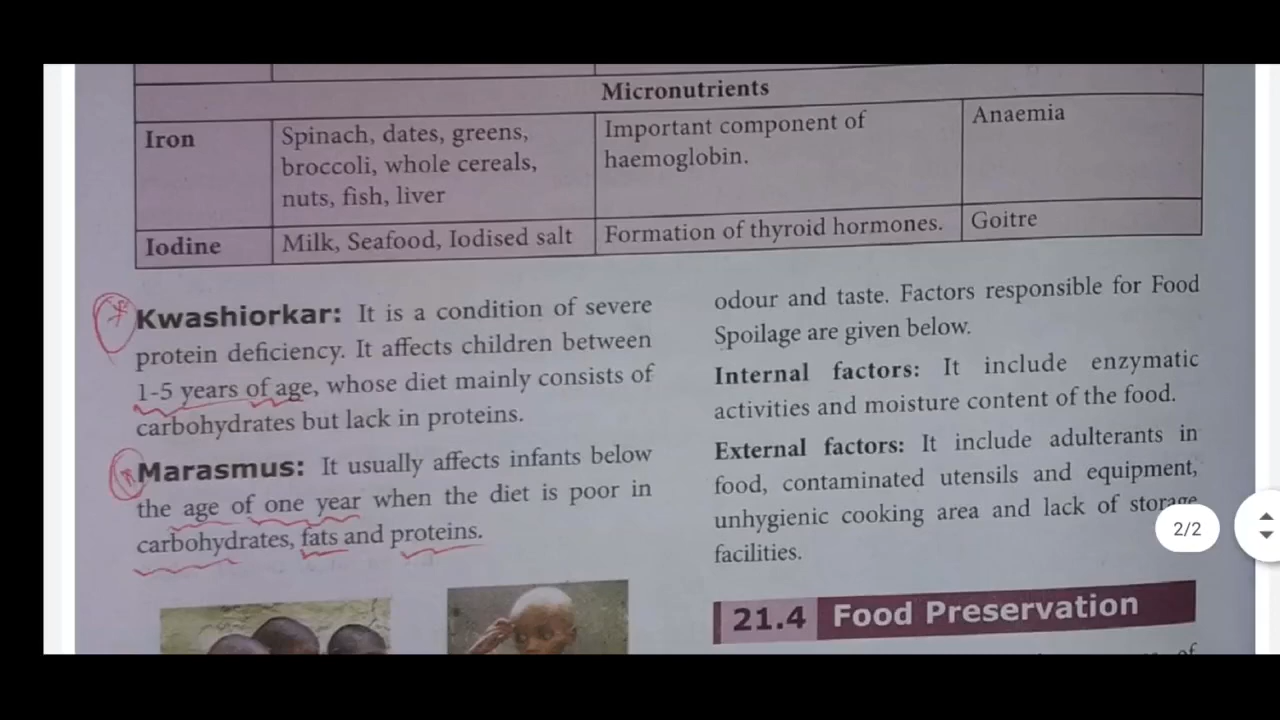 Micronutrients
Iron
Spinach, dates, greens,
broccoli, whole cereals,
nuts, fish, liver
Important component of
haemoglobin.
Anaemia
Iodine
Milk, Seafood, Iodised salt
Formation of thyroid hormones.
Goitre
Kwashiorkar: It is a condition of severe
protein deficiency. It affects children between
1-5 years of age, whose diet mainly consists of
carbohydrates but lack in proteins.
Marasmus: It usually affects infants below
the age of one year when the diet is poor in
carbohydrates, fats and proteins.
odour and taste. Factors responsible for Food
Spoilage are given below.
Internal factors: It include enzymatic
activities and moisture content of the food.
External factors: It include adulterants in
food, contaminated utensils and equipment,
unhygienic cooking area and lack of storage
facilities.
2/2
21.4 Food Preservation
of